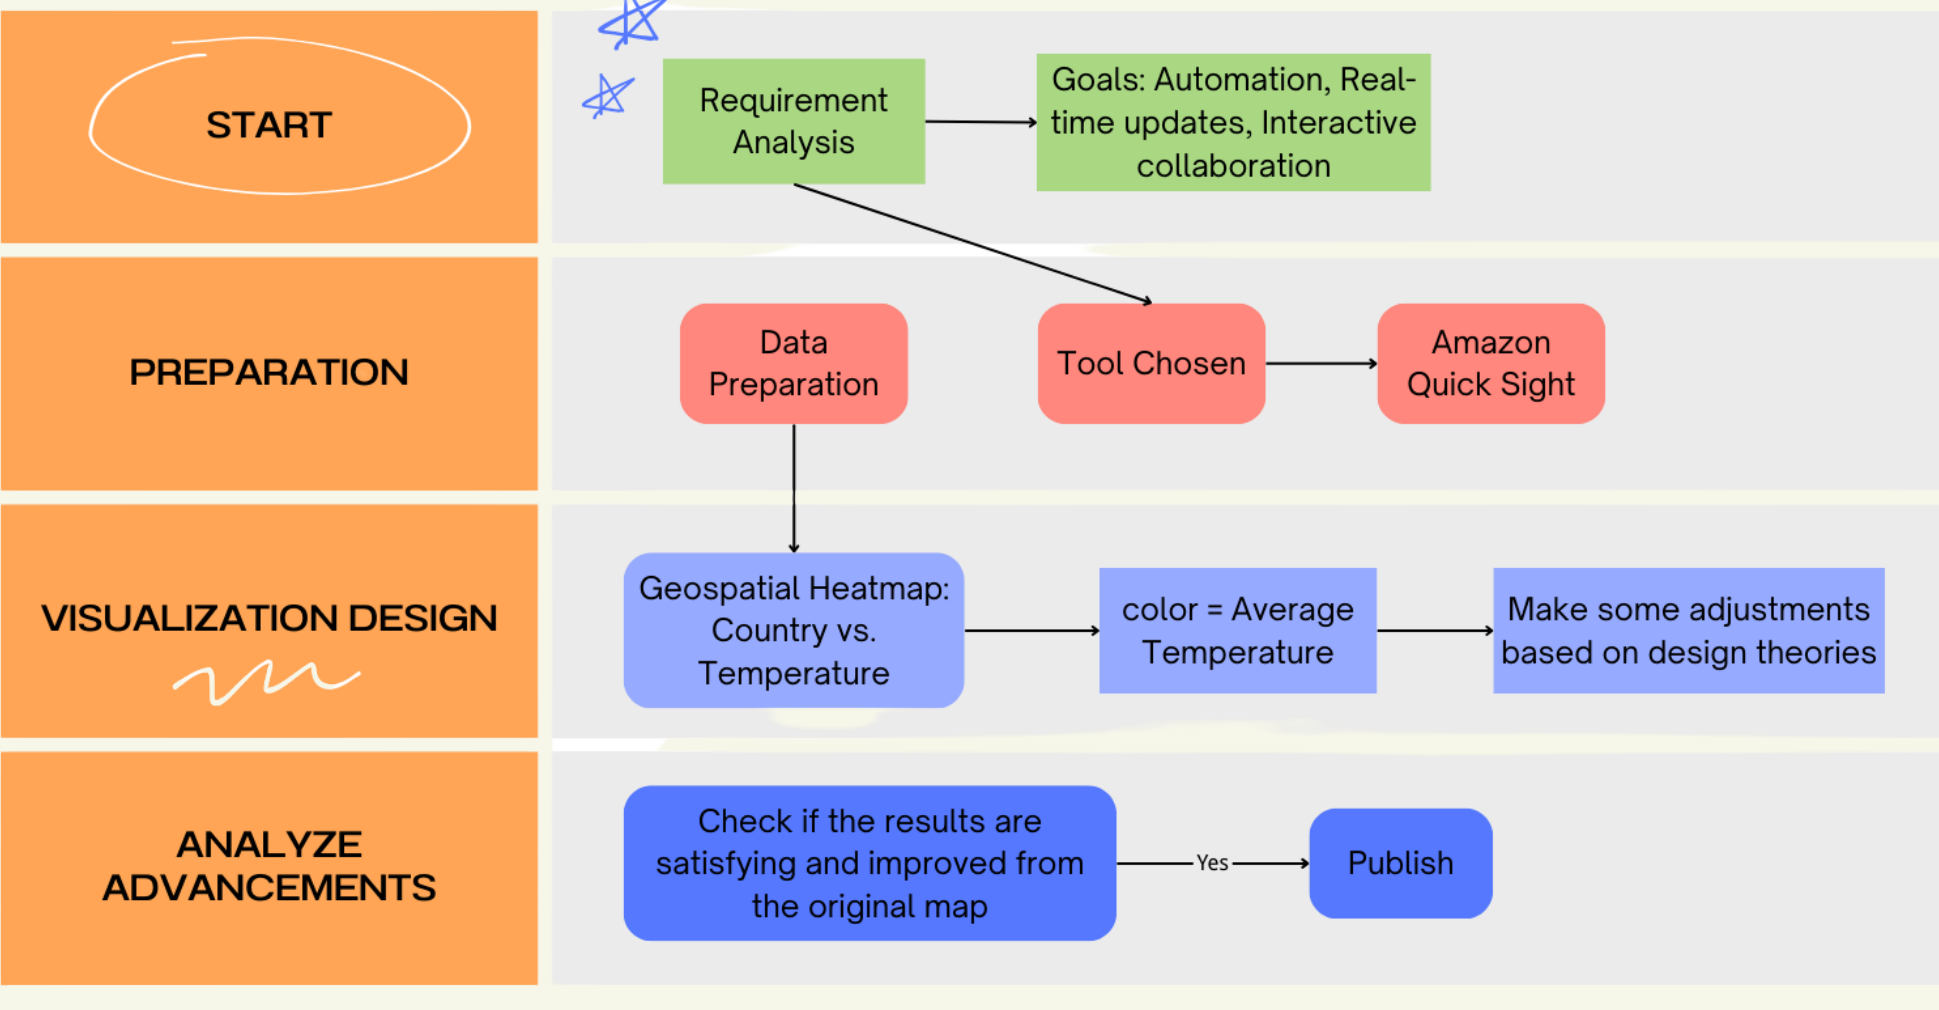 START
Requirement
Analysis
Goals: Automation, Real-
time updates, Interactive
collaboration
PREPARATION
Data
Preparation
Tool Chosen
Amazon
Quick Sight
VISUALIZATION DESIGN
Geospatial Heatmap:
Country vs.
Temperature
color = Average
Temperature
Make some adjustments
based on design theories
ANALYZE
ADVANCEMENTS
Check if the results are
satisfying and improved from
the original map
Yes
Publish